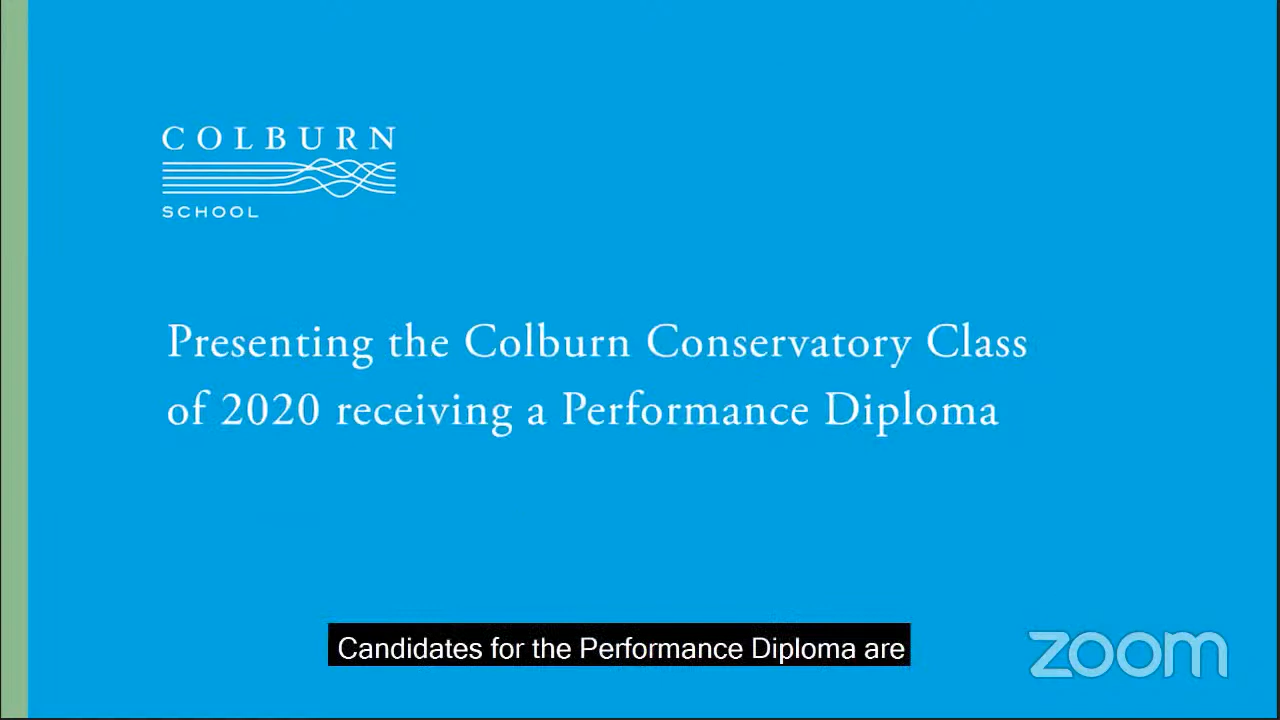 COLBURN
SCHOOL
Presenting the Colburn Conservatory Class
of 2020 receiving a Performance Diploma
Candidates for the Performance Diploma are
zoom